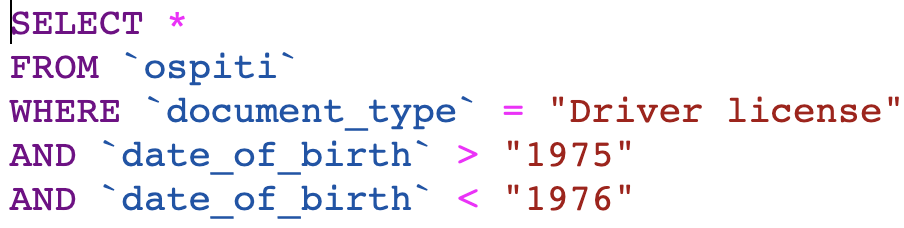 SELECT *
FROM `ospiti`
WHERE `document_type` = "Driver license"
AND `date_of_birth` > "1975"
AND `date_of_birth` < "1976"